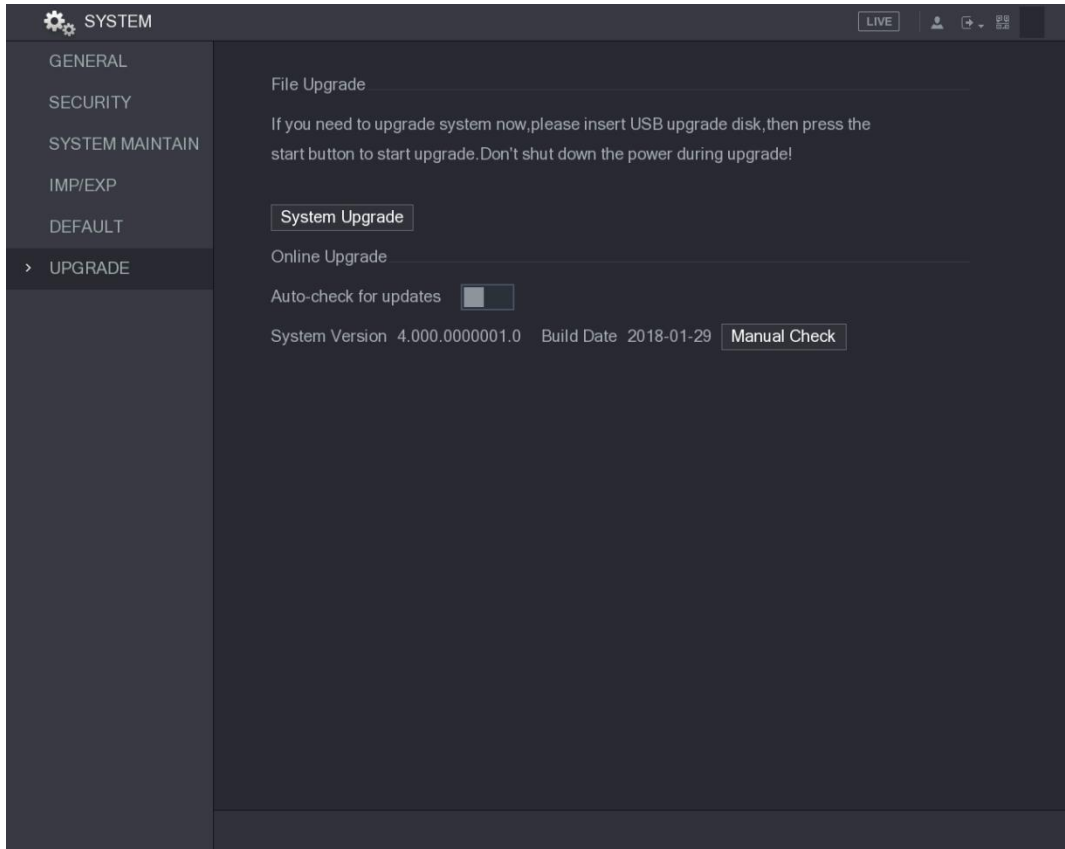 SYSTEM
LIVE
GENERAL
SECURITY
SYSTEM MAINTAIN
IMP/EXP
DEFAULT
UPGRADE
File Upgrade
If you need to upgrade system now,please insert USB upgrade disk,then press the
start button to start upgrade.Don't shut down the power during upgrade!
System Upgrade
Online Upgrade
Auto-check for updates
System Version 4.000.0000001.0 Build Date 2018-01-29 Manual Check